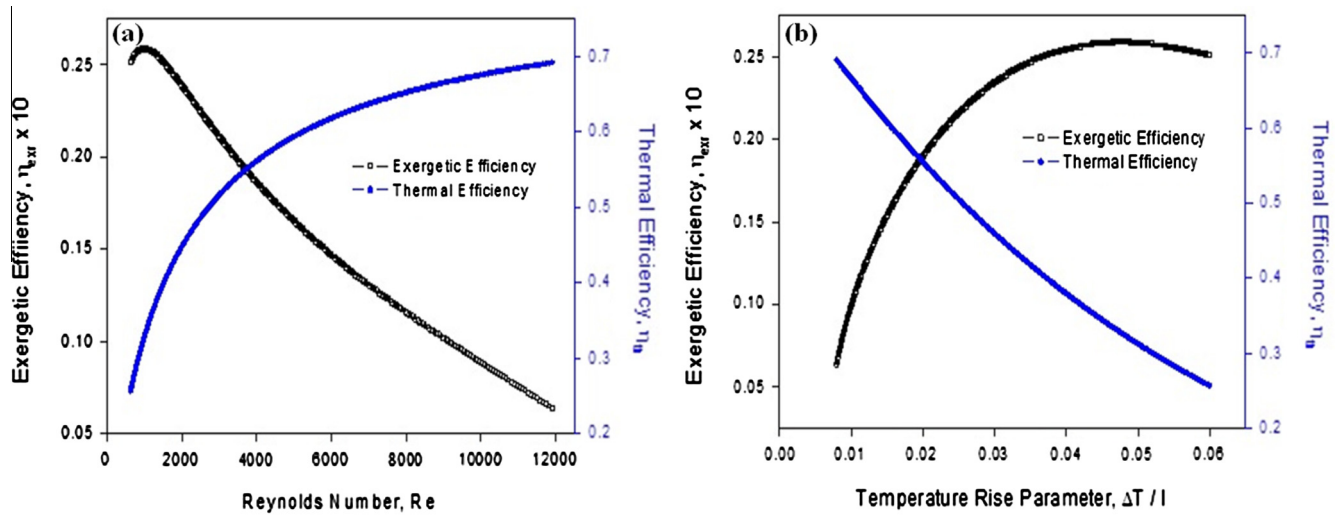 (a)
Exergetic Effiiency, ηexr x 10
0.25
0.20
0.15
0.10
0.05
0.7
0.6
0.5
0.4
0.3
0.2
Thermal Efficiency, ηth
Exergetic Efficiency
Thermal Efficiency
0 2000 4000 6000 8000 10000 12000
Reynolds Number, Re
(b)
Exergetic Efficiency, ηexr x 10
0.25
0.20
0.15
0.10
0.05
0.7
0.6
0.5
0.4
0.3
0.2
Thermal Efficiency, ηth
Exergetic Efficiency
Thermal Efficiency
0.00 0.01 0.02 0.03 0.04 0.05 0.06
Temperature Rise Parameter, ΔT / I